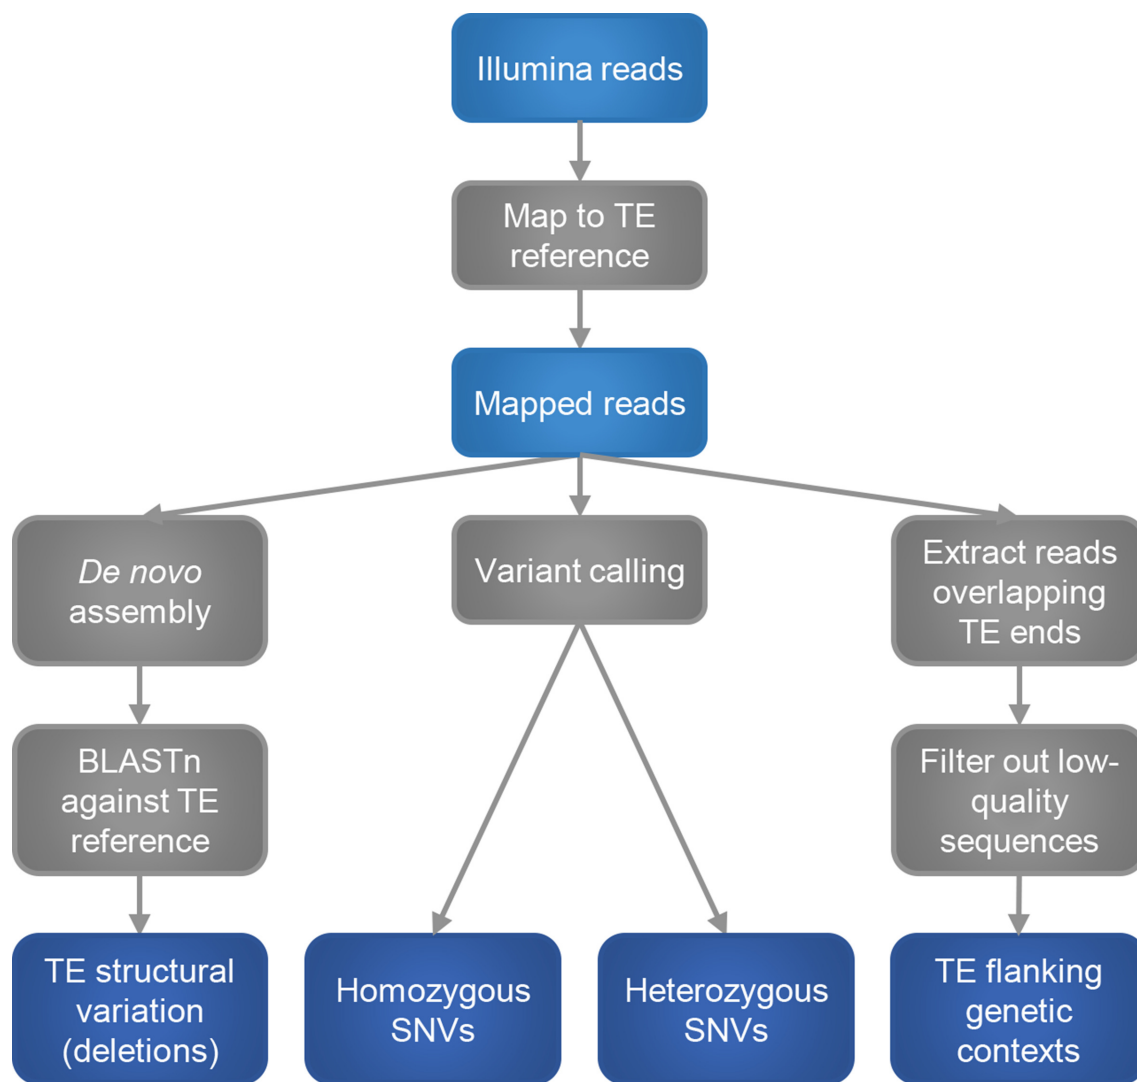 Illumina reads
Map to TE
reference
Mapped reads
De novo
assembly
Variant calling
Extract reads
overlapping
TE ends
BLASTn
against TE
reference
Filter out low-
quality
sequences
TE structural
variation
(deletions)
Homozygous
SNVs
Heterozygous
SNVs
TE flanking
genetic
contexts